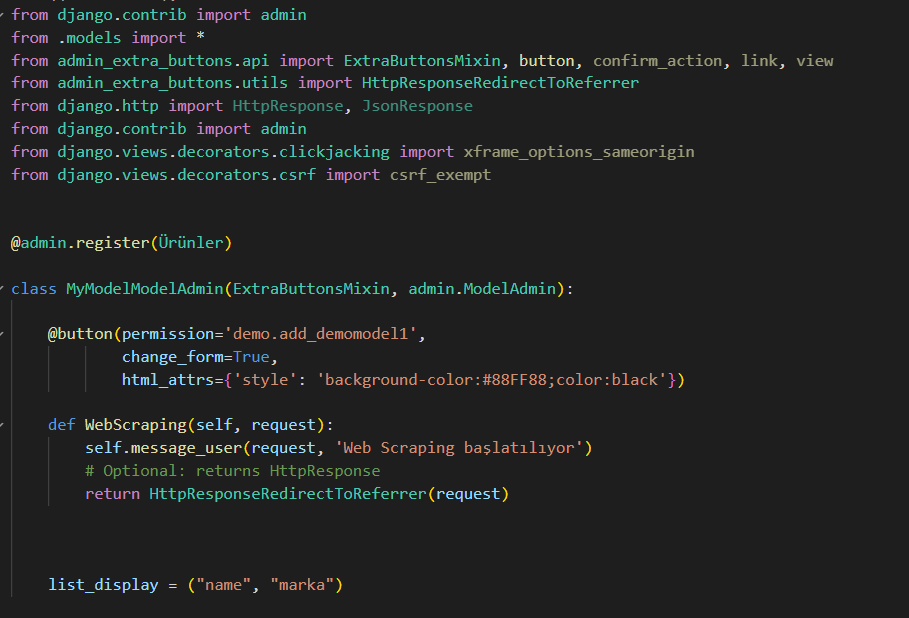 from django.contrib import admin
from .models import *
from admin_extra_buttons.api import ExtraButtonsMixin, button, confirm_action, link, view
from admin_extra_buttons.utils import HttpResponseRedirectToReferrer
from django.http import HttpResponse, JsonResponse
from django.contrib import admin
from django.views.decorators.clickjacking import xframe_options_sameorigin
from django.views.decorators.csrf import csrf_exempt
@admin.register(Ürünler)
class MyModelModelAdmin(ExtraButtonsMixin, admin.ModelAdmin):
@button(permission='demo.add_demomodel1',
change_form=True,
html_attrs={'style': 'background-color:#88FF88;color:black'})
def WebScraping(self, request):
self.message_user(request, 'Web Scraping başlatılıyor')
# Optional: returns HttpResponse
return HttpResponseRedirectToReferrer(request)
list_display = ("name", "marka")